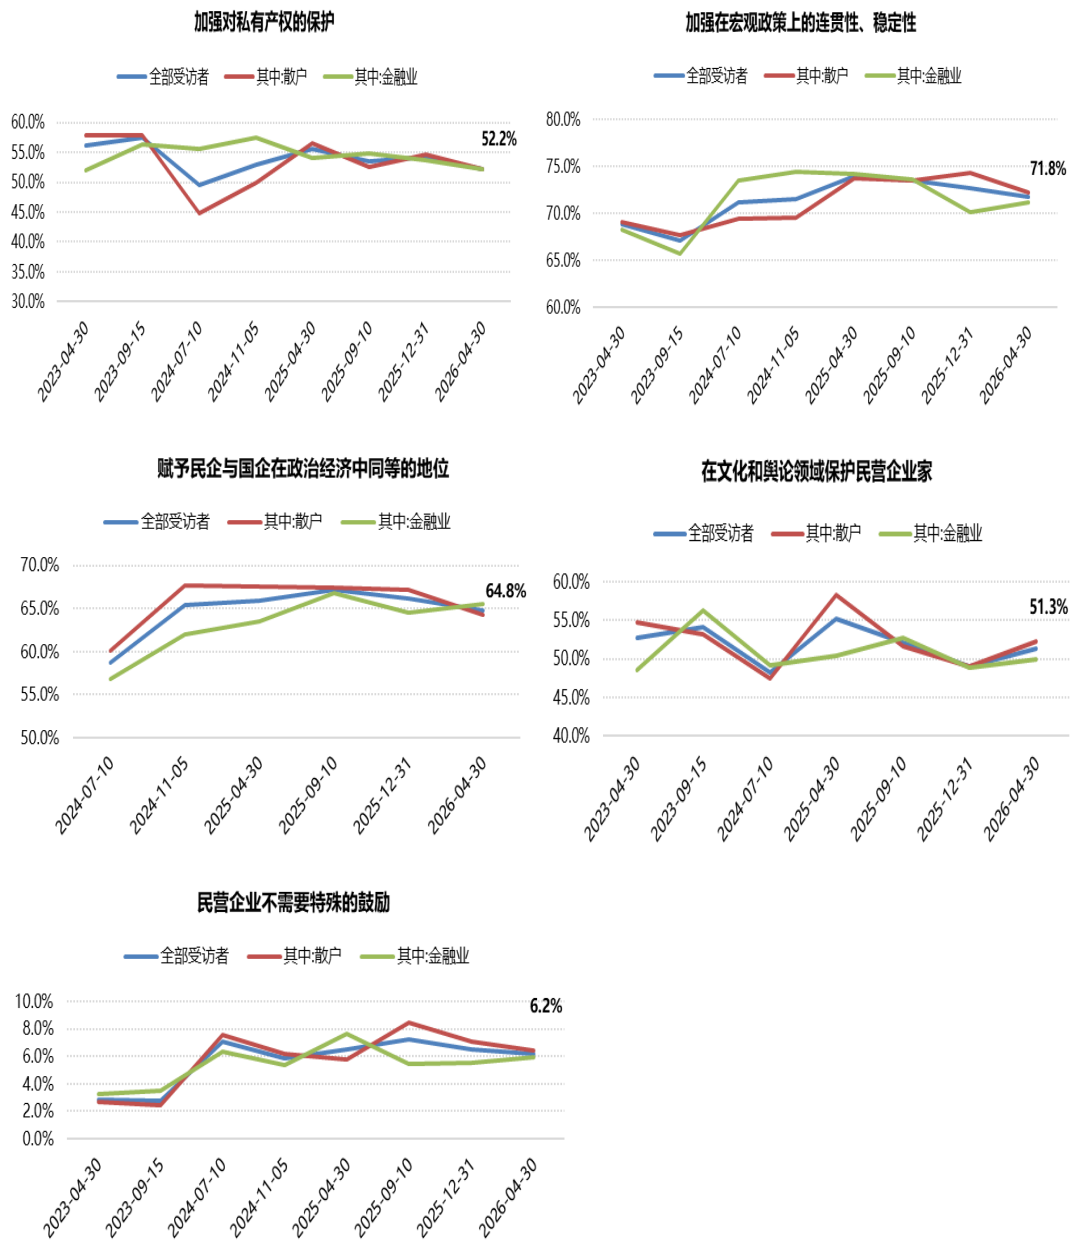 加强对私有产权的保护
全部受访者 其中:散户 其中:金融业
60.0%
55.0%
50.0%
45.0%
40.0%
35.0%
30.0%
52.2%
2023-04-30 2023-09-15 2024-07-10 2024-11-05 2025-04-30 2025-09-10 2025-12-31 2026-04-30
加强在宏观政策上的连贯性、稳定性
全部受访者 其中:散户 其中:金融业
80.0%
75.0%
70.0%
65.0%
60.0%
71.8%
2023-04-30 2023-09-15 2024-07-10 2024-11-05 2025-04-30 2025-09-10 2025-12-31 2026-04-30
赋予民企与国企在政治经济中同等的地位
全部受访者 其中:散户 其中:金融业
70.0%
65.0%
60.0%
55.0%
50.0%
64.8%
2024-07-10 2024-11-05 2025-04-30 2025-09-10 2025-12-31 2026-04-30
在文化和舆论领域保护民营企业家
全部受访者 其中:散户 其中:金融业
60.0%
55.0%
50.0%
45.0%
40.0%
51.3%
2023-04-30 2023-09-15 2024-07-10 2025-04-30 2025-09-10 2025-12-31 2026-04-30
民营企业不需要特殊的鼓励
全部受访者 其中:散户 其中:金融业
10.0%
8.0%
6.0%
4.0%
2.0%
0.0%
6.2%
2023-04-30 2023-09-15 2024-07-10 2024-11-05 2025-04-30 2025-09-10 2025-12-31 2026-04-30